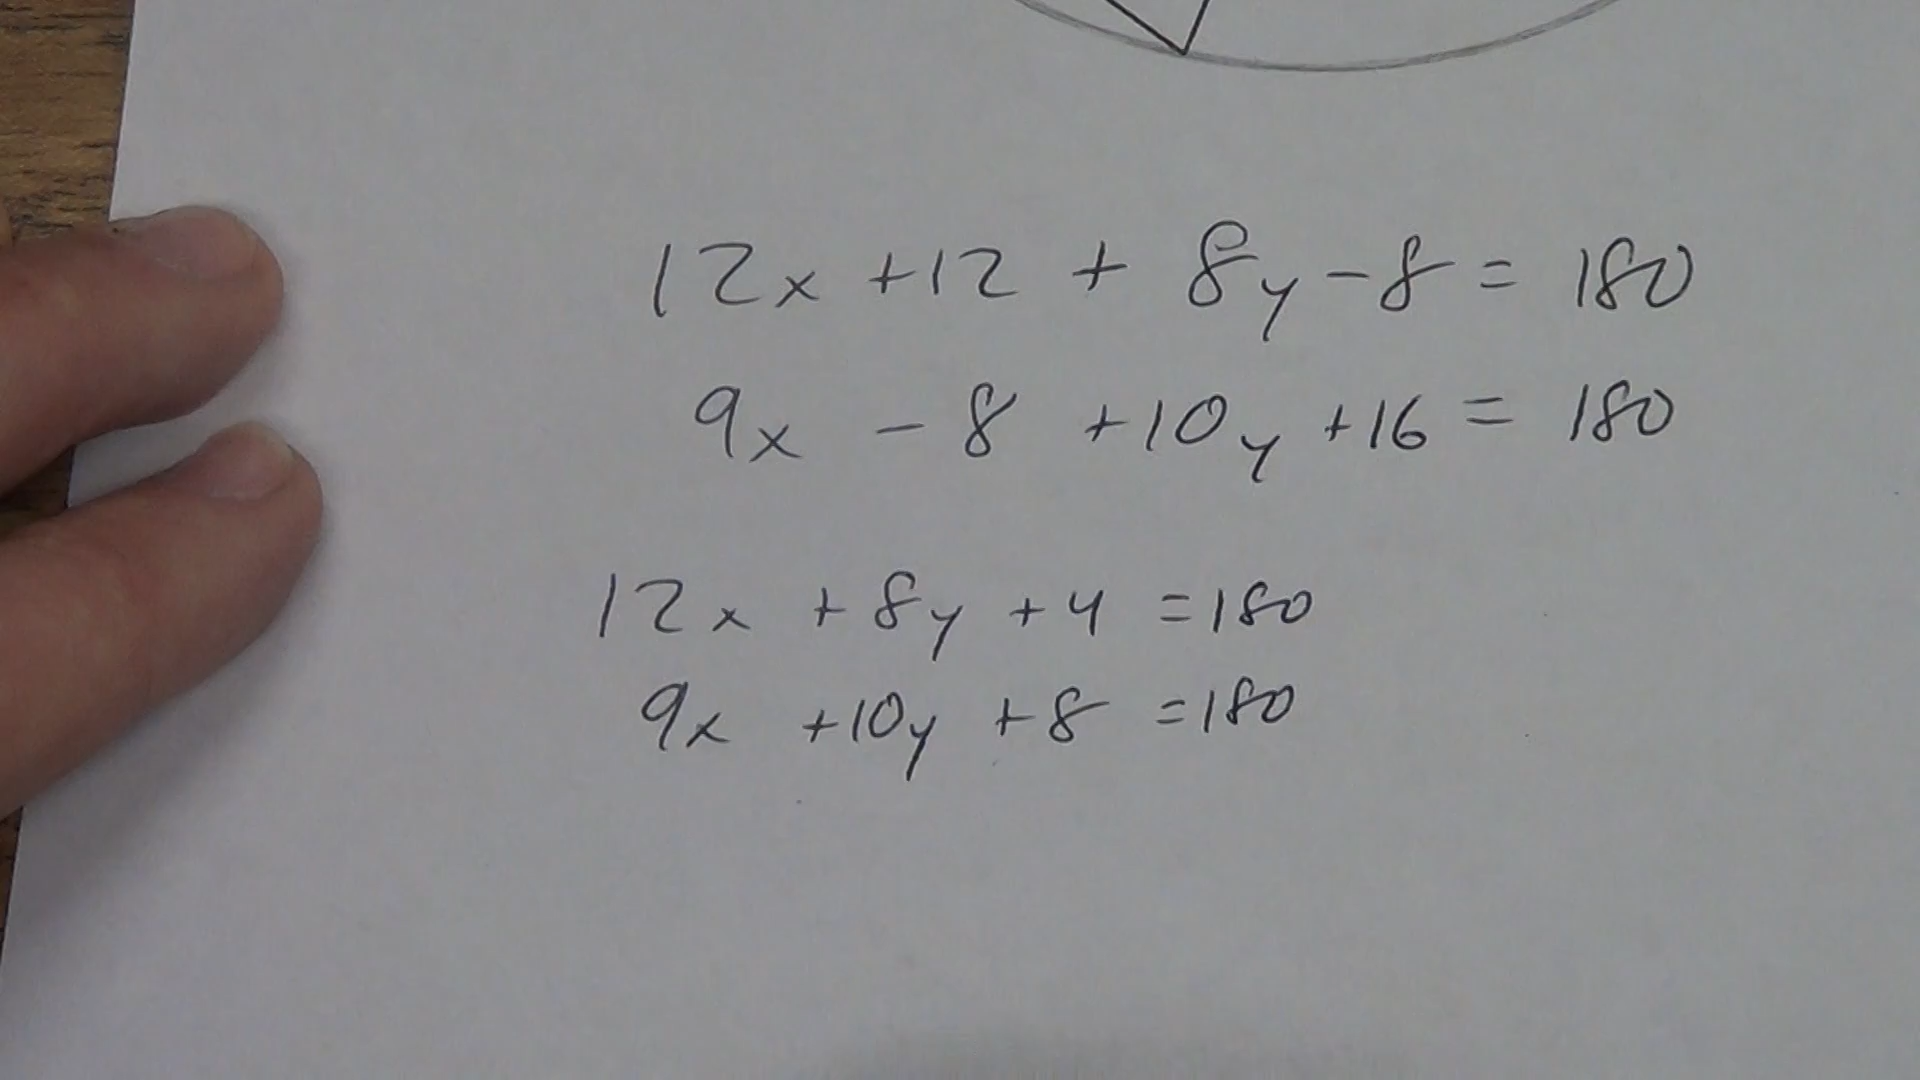 12x + 12 + 8y - 8 = 180
9x - 8 + 10y + 16 = 180
12x + 8y + 4 = 180
9x + 10y + 8 = 180